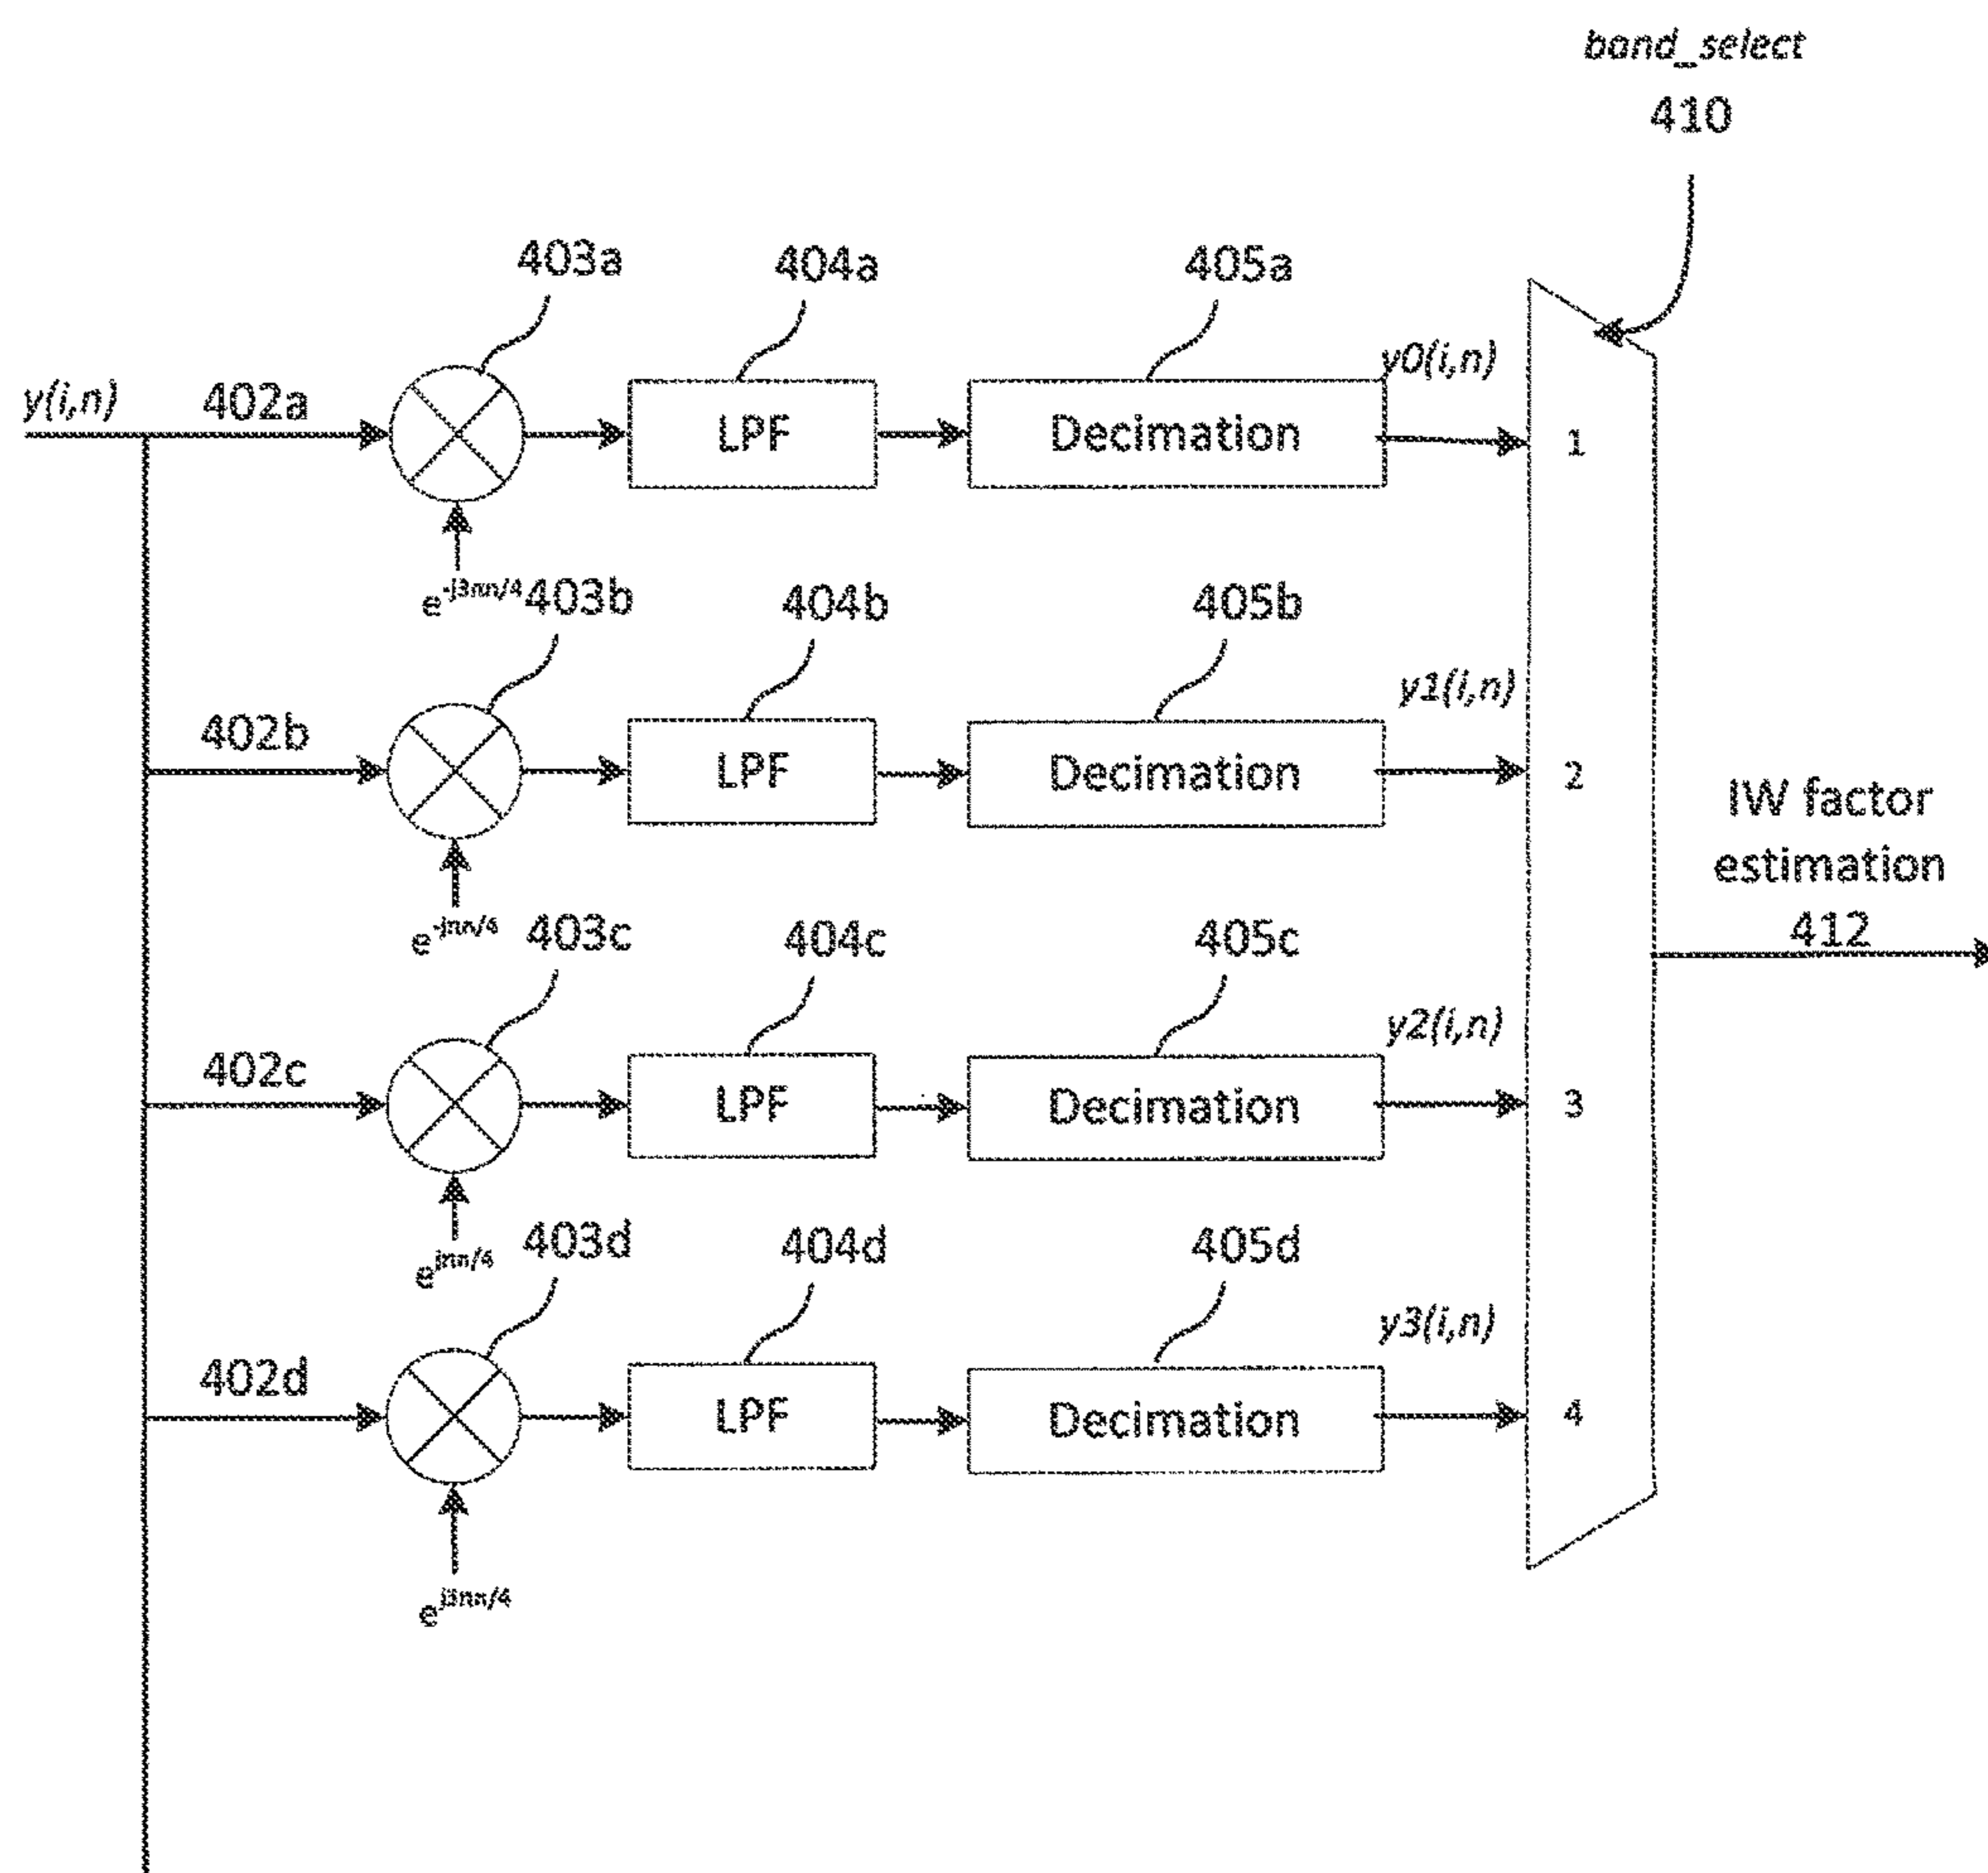 band_select
410
403a
404a
405a
y(i,n)
402a
LPF
Decimation
y0(i,n)
1
e-j3πn/4
403b
404b
405b
402b
LPF
Decimation
y1(i,n)
2
IW factor
estimation
412
e-jπn/4
403c
404c
405c
402c
LPF
Decimation
y2(i,n)
3
ejπn/4
403d
404d
405d
402d
LPF
Decimation
y3(i,n)
4
ej3πn/4